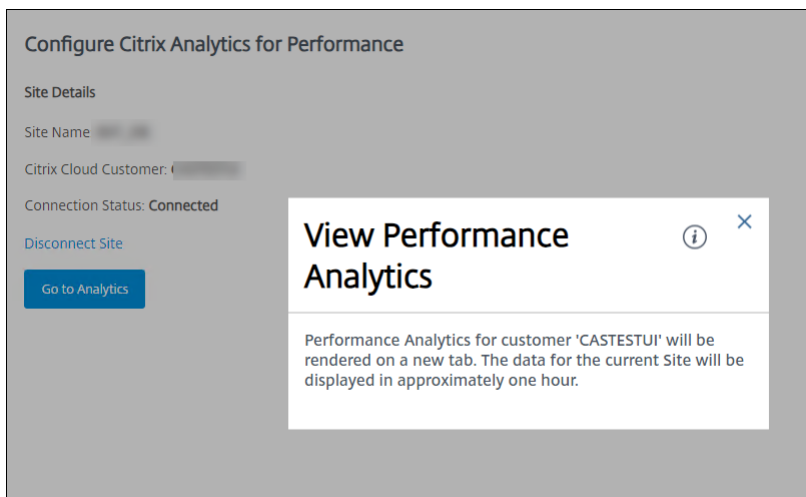 Configure Citrix Analytics for Performance
Site Details
Site Name
Citrix Cloud Customer:
Connection Status: Connected
Disconnect Site
Go to Analytics
View Performance
Analytics
Performance Analytics for customer 'CASTESTUI' will be
rendered on a new tab. The data for the current Site will be
displayed in approximately one hour.